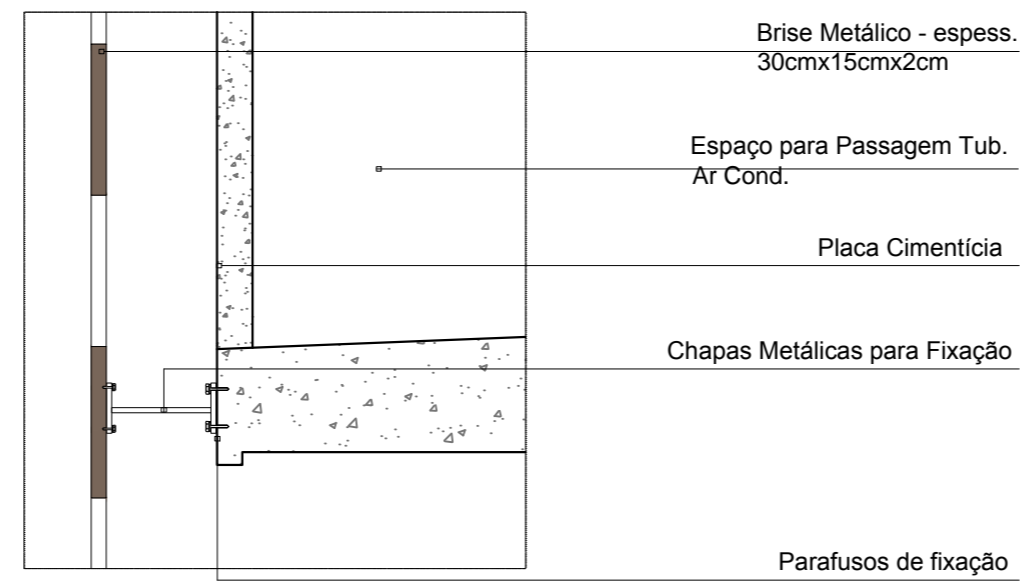 Brise Metálico - espess.
30cmx15cmx2cm
Espaço para Passagem Tub.
Ar Cond.
Placa Cimentícia
Chapas Metálicas para Fixação
Parafusos de fixação